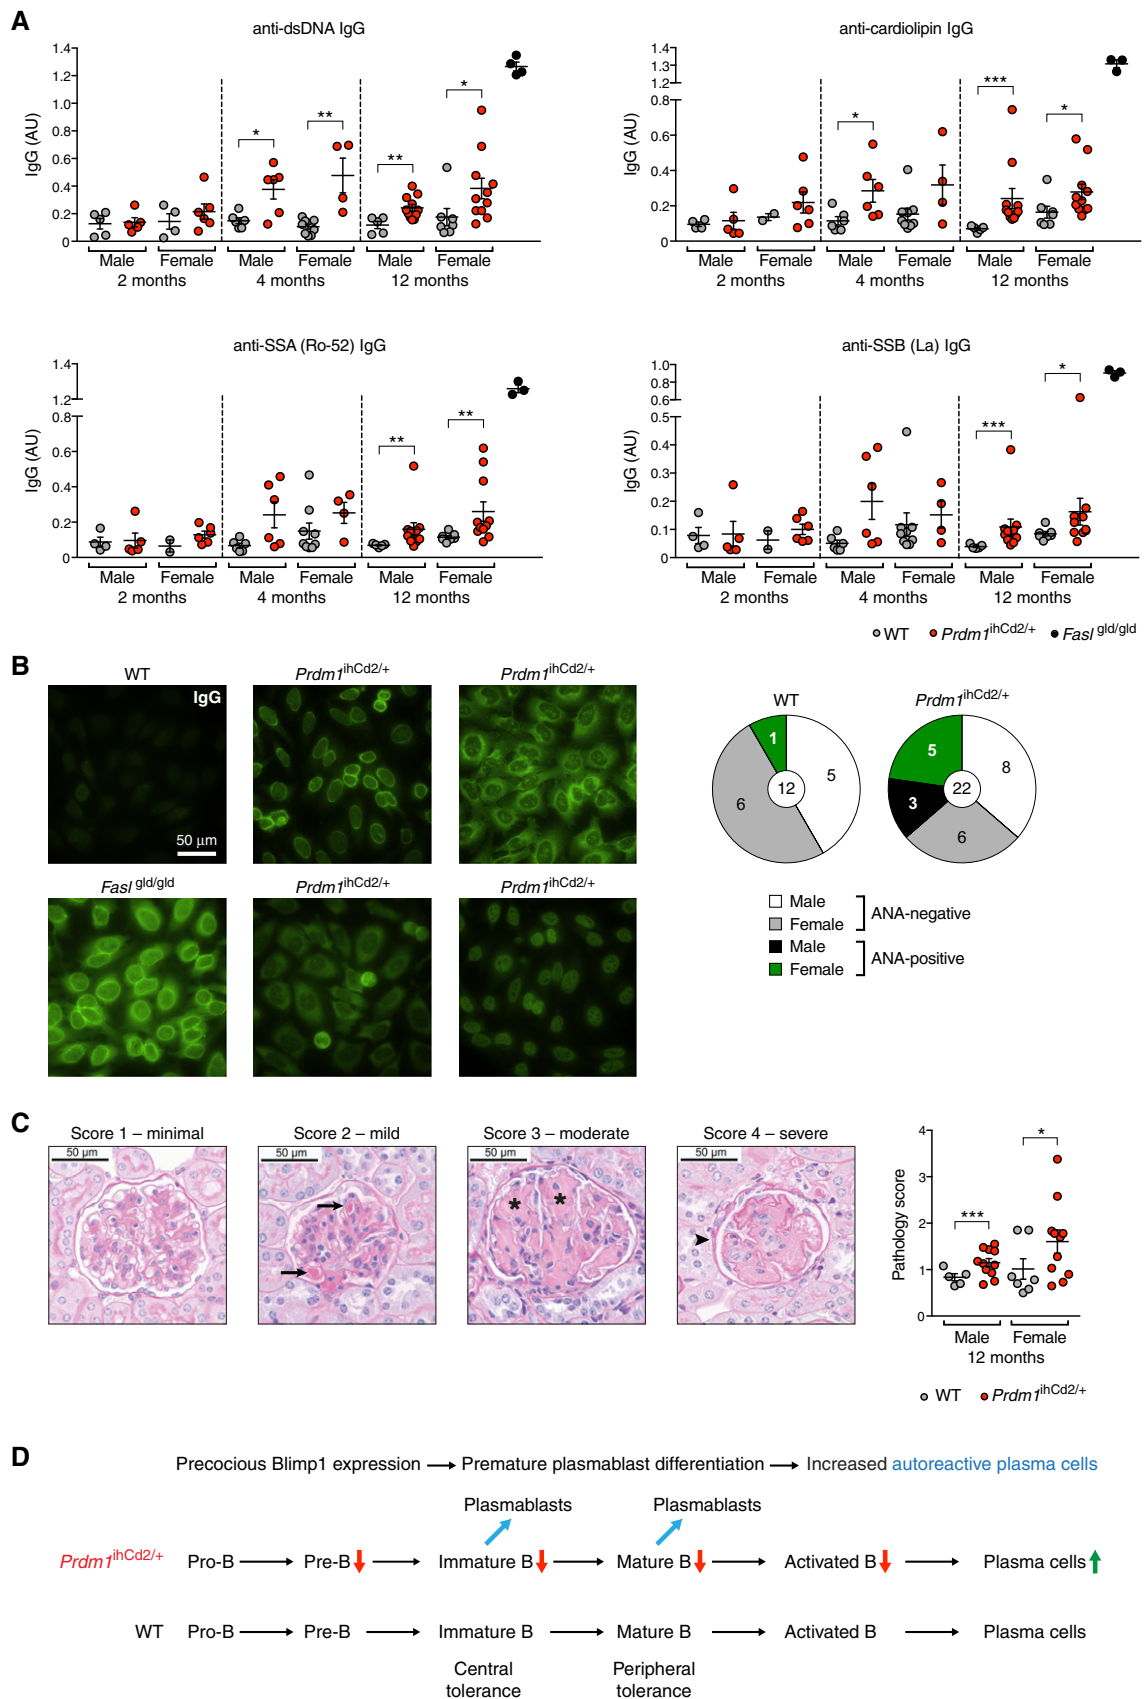 A
anti-dsDNA IgG
IgG (AU)
1.4
1.2
1.0
0.8
0.6
0.4
0.2
0
*
**
**
*
Male
Female
Male
Female
Male
Female
2 months
4 months
12 months
anti-cardiolipin IgG
IgG (AU)
1.4
1.3
1.2
0.8
0.6
0.4
0.2
0
*
***
*
Male
Female
Male
Female
Male
Female
2 months
4 months
12 months
anti-SSA (Ro-52) IgG
IgG (AU)
1.4
1.2
0.8
0.6
0.4
0.2
0
**
**
Male
Female
Male
Female
Male
Female
2 months
4 months
12 months
anti-SSB (La) IgG
IgG (AU)
1.0
0.8
0.6
0.5
0.4
0.3
0.2
0.1
0
***
*
Male
Female
Male
Female
Male
Female
2 months
4 months
12 months
WT Prdm1ihCd2/+ Fasl gld/gld
B
WT
IgG
50 µm
Prdm1ihCd2/+
Prdm1ihCd2/+
Fasl gld/gld
Prdm1ihCd2/+
Prdm1ihCd2/+
WT
1
5
6
12
Prdm1ihCd2/+
5
8
3
6
22
Male
Female
ANA-negative
Male
Female
ANA-positive
C
Score 1 – minimal
50 µm
Score 2 – mild
50 µm
Score 3 – moderate
50 µm
* *
Score 4 – severe
50 µm
Pathology score
4
3
2
1
0
***
*
Male
Female
12 months
WT Prdm1ihCd2/+
D
Precocious Blimp1 expression → Premature plasmablast differentiation → Increased autoreactive plasma cells
Plasmablasts
Plasmablasts
Prdm1ihCd2/+ Pro-B → Pre-B ↓ → Immature B ↓ → Mature B ↓ → Activated B ↓ → Plasma cells ↑
WT Pro-B → Pre-B → Immature B → Mature B → Activated B → Plasma cells
Central
tolerance
Peripheral
tolerance